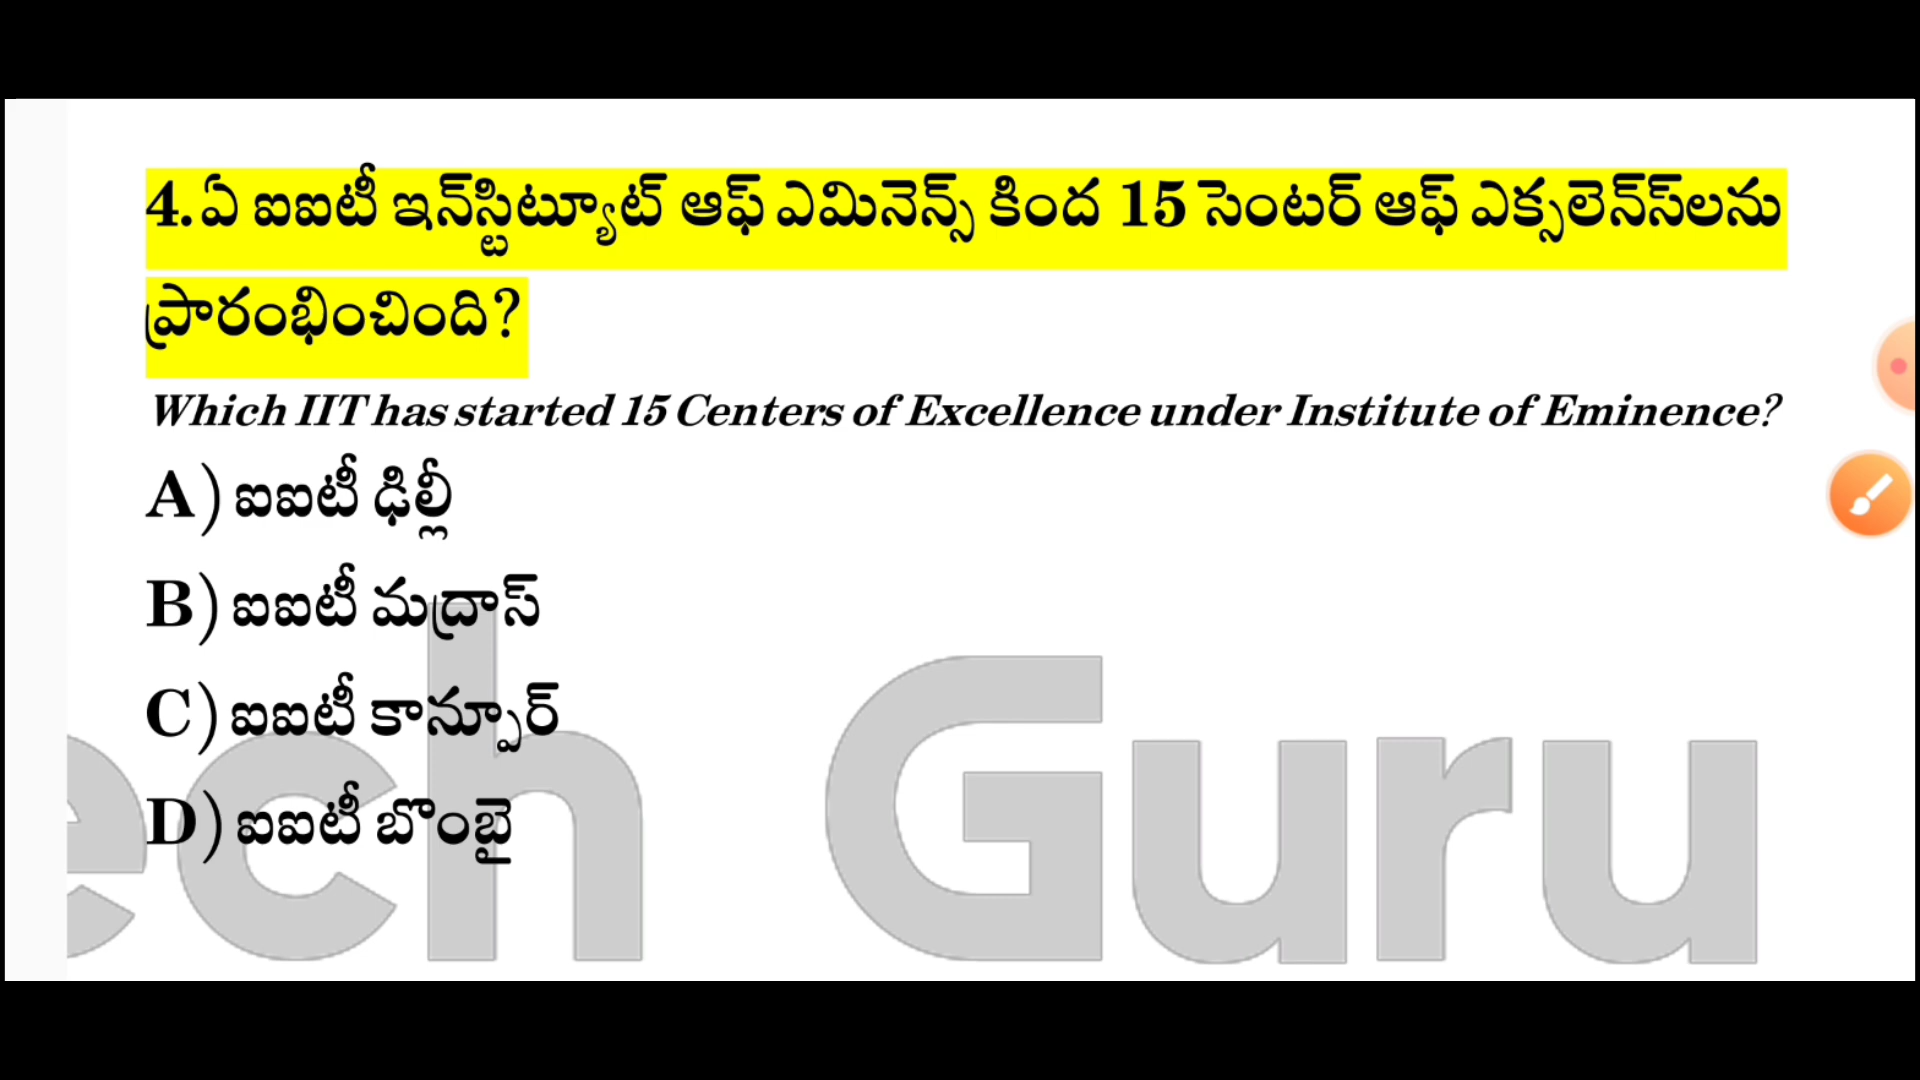 4.ఏ ఐఐటీ ఇన్‌స్టిట్యూట్ ఆఫ్ ఎమినెన్స్ కింద 15 సెంటర్ ఆఫ్ ఎక్సలెన్స్‌లను
ప్రారంభించింది?
Which IIT has started 15 Centers of Excellence under Institute of Eminence?
A) ఐఐటీ ఢిల్లీ
B) ఐఐటీ మద్రాస్
C) ఐఐటీ కాన్పూర్
D) ఐఐటీ బొంబై
ech Guru